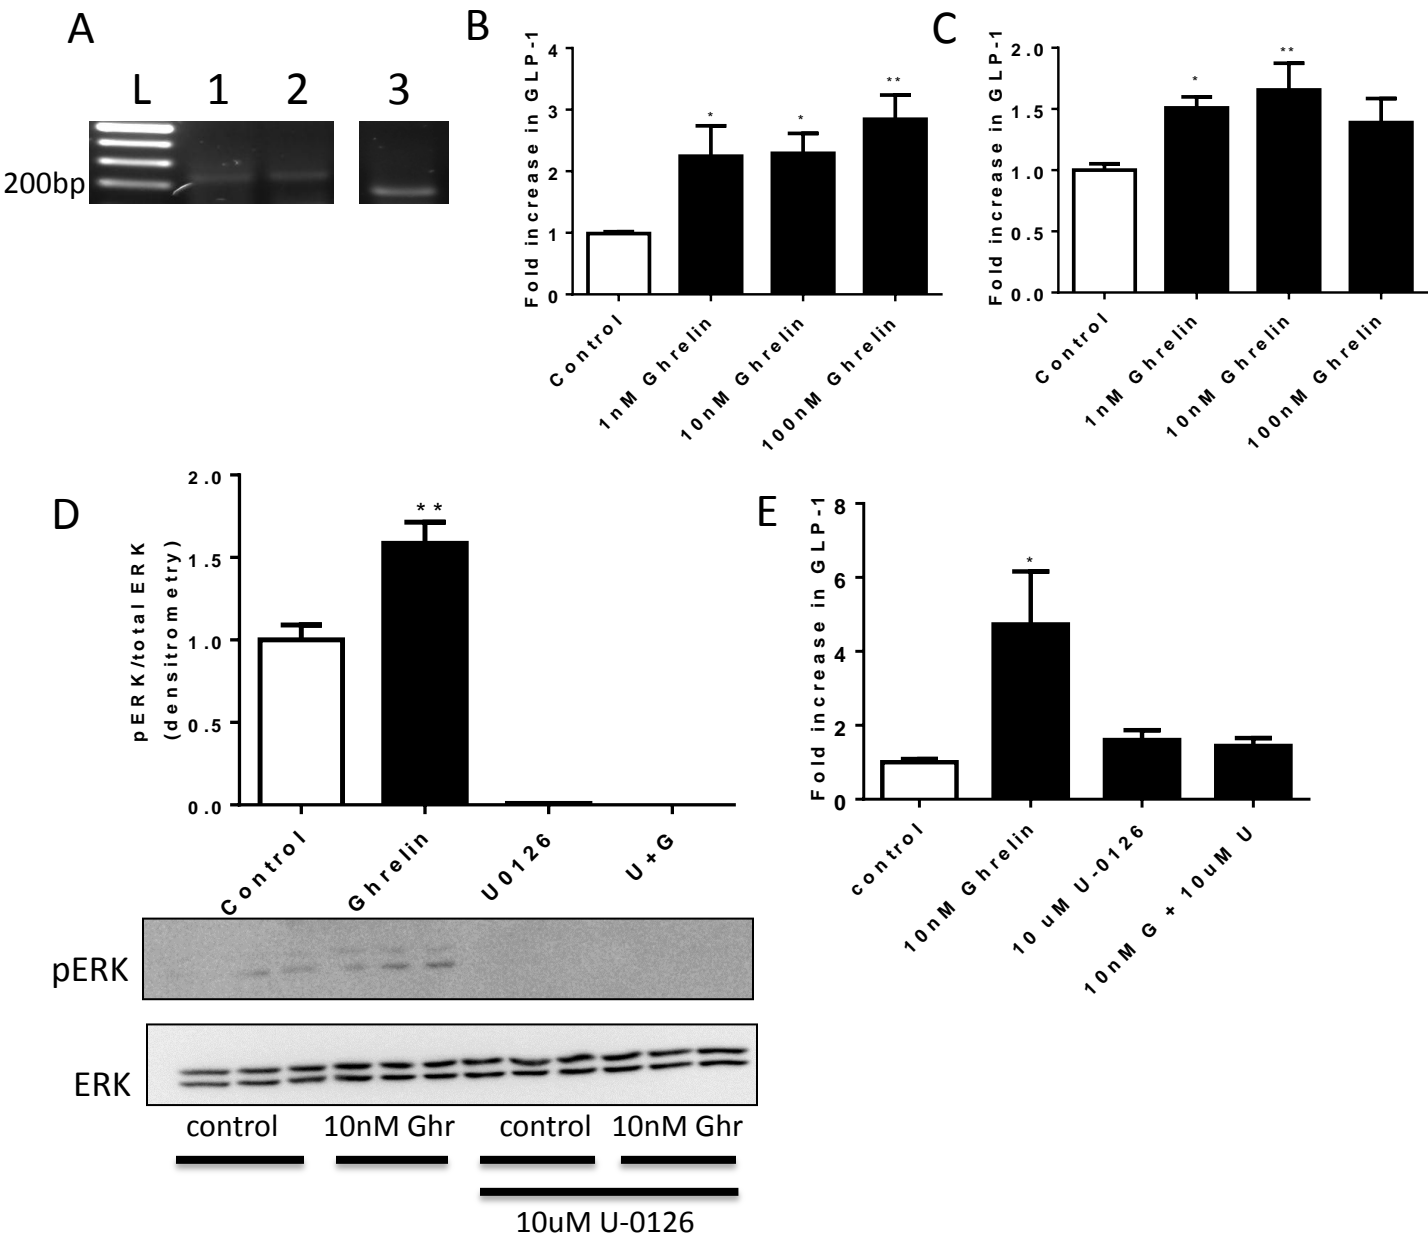 A
L 1 2 3
200bp
B
Fold increase in GLP-1
4
3
2
1
0
* * **
Control
1nM Ghrelin
10nM Ghrelin
100nM Ghrelin
C
Fold increase in GLP-1
2.0
1.5
1.0
0.5
0.0
* **
Control
1nM Ghrelin
10nM Ghrelin
100nM Ghrelin
D
pERK/total ERK
(densitrometry)
2.0
1.5
1.0
0.5
0.0
**
Control
Ghrelin
U0126
U+G
pERK
ERK
control 10nM Ghr control 10nM Ghr
10uM U-0126
E
Fold increase in GLP-1
8
6
4
2
0
*
control
10nM Ghrelin
10 uM U-0126
10nM G + 10uM U